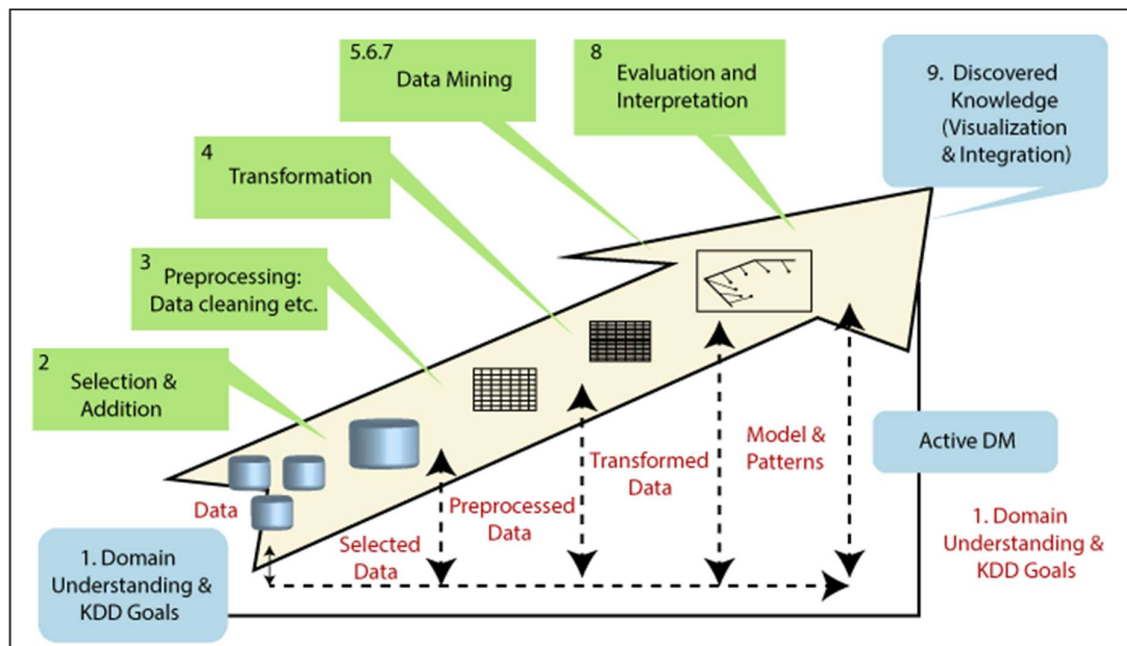 5.6.7
Data Mining
8
Evaluation and
Interpretation
9. Discovered
Knowledge
(Visualization
& Integration)
4
Transformation
3
Preprocessing:
Data cleaning etc.
2
Selection &
Addition
Data
Selected
Data
Preprocessed
Data
Transformed
Data
Model &
Patterns
Active DM
1. Domain
Understanding &
KDD Goals
1. Domain
Understanding &
KDD Goals